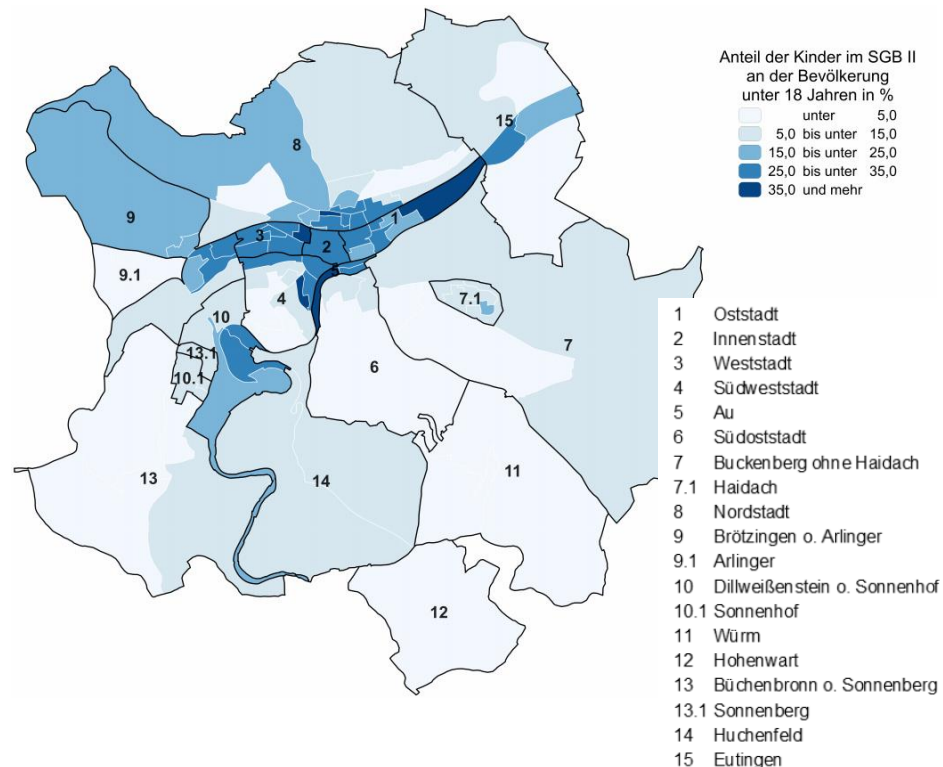 Anteil der Kinder im SGB II
an der Bevölkerung
unter 18 Jahren in %
unter 5,0
5,0 bis unter 15,0
15,0 bis unter 25,0
25,0 bis unter 35,0
35,0 und mehr
15
8
9
1
3
2
5
9.1
4
7.1
10
13.1
10.1
6
7
13
14
11
12
1 Oststadt
2 Innenstadt
3 Weststadt
4 Südweststadt
5 Au
6 Südoststadt
7 Buckenberg ohne Haidach
7.1 Haidach
8 Nordstadt
9 Brötzingen o. Arlinger
9.1 Arlinger
10 Dillweißenstein o. Sonnenhof
10.1 Sonnenhof
11 Würm
12 Hohenwart
13 Büchenbronn o. Sonnenberg
13.1 Sonnenberg
14 Huchenfeld
15 Eutingen